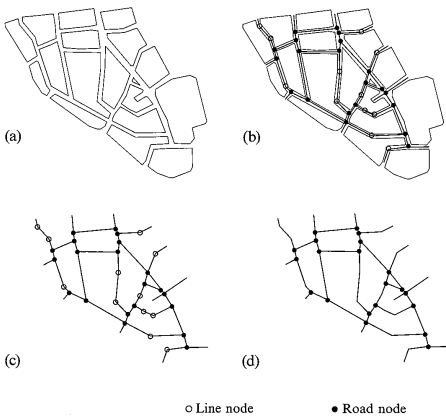 (a)
(b)
(c)
(d)
○ Line node
● Road node